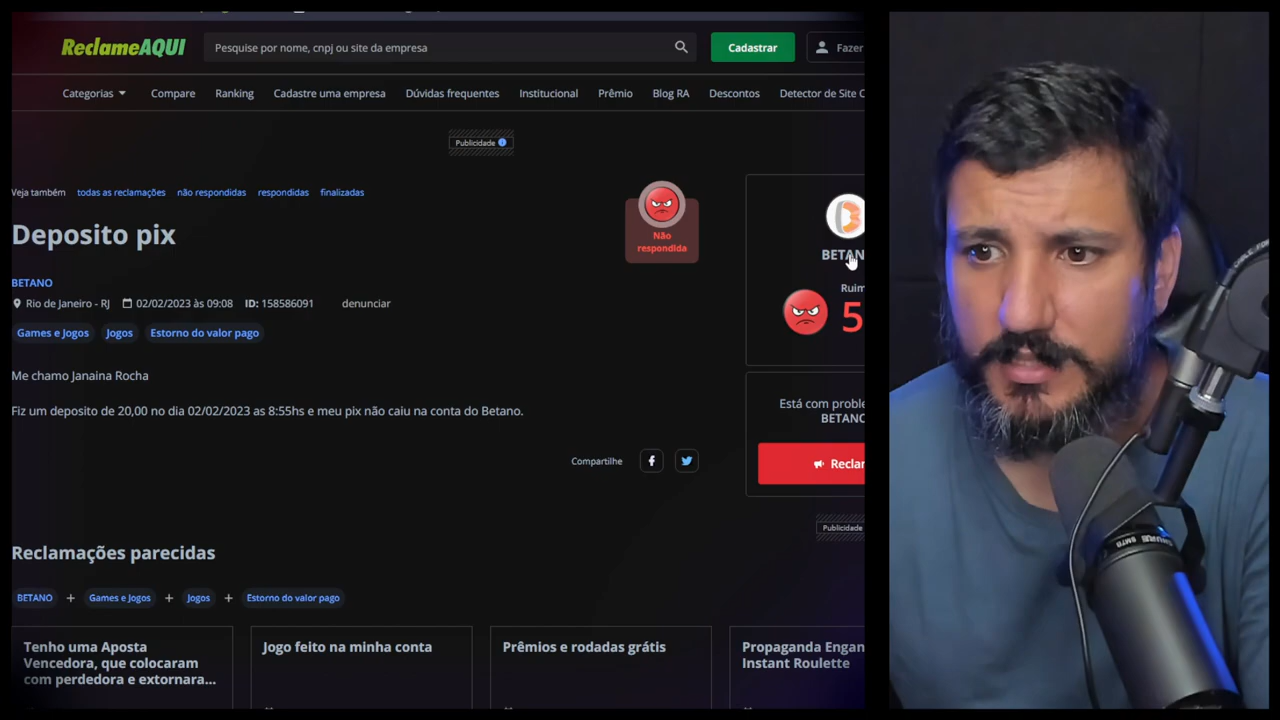 ReclameAQUI
Pesquise por nome, cnpj ou site da empresa
Cadastrar
Fazer
Categorias
Compare
Ranking
Cadastre uma empresa
Dúvidas frequentes
Institucional
Prêmio
Blog RA
Descontos
Detector de Site C
Publicidade
Veja também
todas as reclamações
não respondidas
respondidas
finalizadas
Não
respondida
Deposito pix
BETANO
Rio de Janeiro - RJ
02/02/2023 às 09:08
ID: 158586091
denunciar
Games e Jogos
Jogos
Estorno do valor pago
Me chamo Janaina Rocha
Fiz um deposito de 20,00 no dia 02/02/2023 as 8:55hs e meu pix não caiu na conta do Betano.
Compartilhe
BETAN
Ruim
5
Está com proble
BETANO
Reclar
Publicidade
Reclamações parecidas
BETANO + Games e Jogos + Jogos + Estorno do valor pago
Tenho uma Aposta
Vencedora, que colocaram
com perdedora e extornara...
Jogo feito na minha conta
Prêmios e rodadas grátis
Propaganda Engan
Instant Roulette
SHURE SM7B